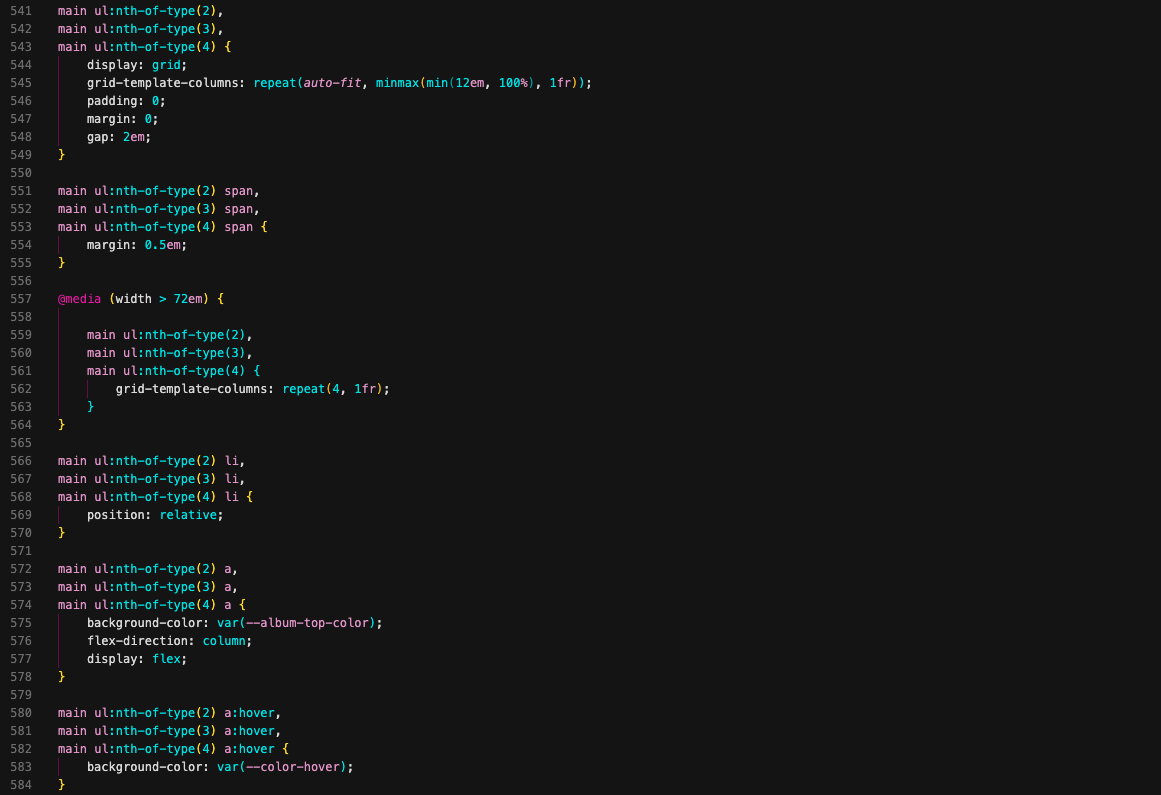 541 main ul:nth-of-type(2),
542 main ul:nth-of-type(3),
543 main ul:nth-of-type(4) {
544     display: grid;
545     grid-template-columns: repeat(auto-fit, minmax(min(12em, 100%), 1fr));
546     padding: 0;
547     margin: 0;
548     gap: 2em;
549 }
550
551 main ul:nth-of-type(2) span,
552 main ul:nth-of-type(3) span,
553 main ul:nth-of-type(4) span {
554     margin: 0.5em;
555 }
556
557 @media (width > 72em) {
558
559     main ul:nth-of-type(2),
560     main ul:nth-of-type(3),
561     main ul:nth-of-type(4) {
562         grid-template-columns: repeat(4, 1fr);
563     }
564 }
565
566 main ul:nth-of-type(2) li,
567 main ul:nth-of-type(3) li,
568 main ul:nth-of-type(4) li {
569     position: relative;
570 }
571
572 main ul:nth-of-type(2) a,
573 main ul:nth-of-type(3) a,
574 main ul:nth-of-type(4) a {
575     background-color: var(--album-top-color);
576     flex-direction: column;
577     display: flex;
578 }
579
580 main ul:nth-of-type(2) a:hover,
581 main ul:nth-of-type(3) a:hover,
582 main ul:nth-of-type(4) a:hover {
583     background-color: var(--color-hover);
584 }